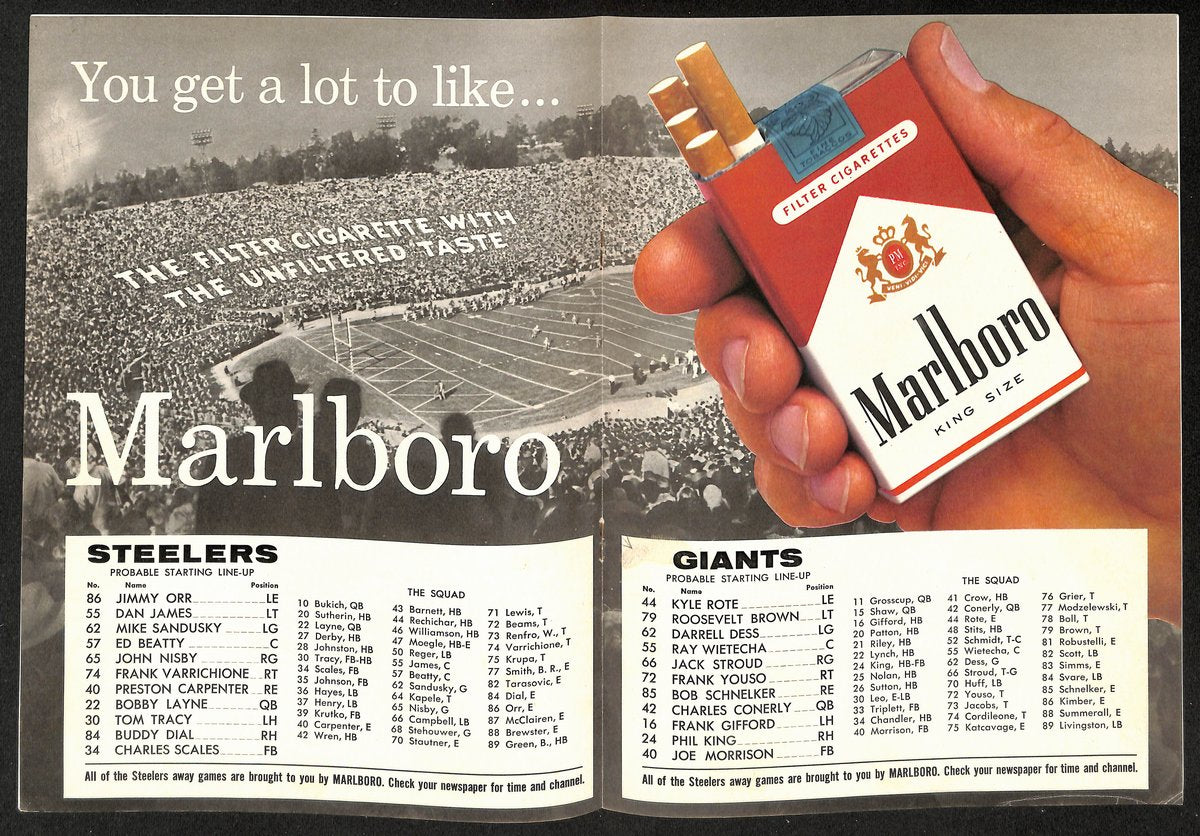 You get a lot to like...
THE FILTER CIGARETTE WITH
THE UNFILTERED TASTE
Marlboro
FINE
TOBACCOS
FILTER CIGARETTES
PM
INC.
VENI·VIDI·VICI
Marlboro
KING SIZE
STEELERS
PROBABLE STARTING LINE-UP
No. Name Position
86 JIMMY ORR LE
55 DAN JAMES LT
62 MIKE SANDUSKY LG
57 ED BEATTY C
65 JOHN NISBY RG
74 FRANK VARRICHIONE RT
40 PRESTON CARPENTER RE
22 BOBBY LAYNE QB
30 TOM TRACY LH
84 BUDDY DIAL RH
34 CHARLES SCALES FB
THE SQUAD
10 Bukich, QB
20 Sutherin, HB
22 Layne, QB
27 Derby, HB
28 Johnston, HB
30 Tracy, FB-HB
34 Scales, FB
35 Johnson, FB
36 Hayes, LB
37 Henry, LB
39 Krutko, FB
40 Carpenter, E
42 Wren, HB
43 Barnett, HB
44 Rechichar, HB
46 Williamson, HB
47 Moegle, HB-E
50 Reger, LB
55 James, C
57 Beatty, C
62 Sandusky, G
64 Kapele, T
65 Nisby, G
66 Campbell, LB
68 Stehouwer, G
70 Stautner, E
71 Lewis, T
72 Beams, T
73 Renfro, W., T
74 Varrichione, T
75 Krupa, T
77 Smith, B. R., E
82 Tarasovic, E
84 Dial, E
86 Orr, E
87 McClairen, E
88 Brewster, E
89 Green, B., HB
All of the Steelers away games are brought to you by MARLBORO. Check your newspaper for time and channel.
GIANTS
PROBABLE STARTING LINE-UP
No. Name Position
44 KYLE ROTE LE
79 ROOSEVELT BROWN LT
62 DARRELL DESS LG
55 RAY WIETECHA C
66 JACK STROUD RG
72 FRANK YOUSO RT
85 BOB SCHNELKER RE
42 CHARLES CONERLY QB
16 FRANK GIFFORD LH
24 PHIL KING RH
40 JOE MORRISON FB
THE SQUAD
11 Grosscup, QB
15 Shaw, QB
16 Gifford, HB
20 Patton, HB
21 Riley, HB
22 Lynch, HB
24 King, HB-FB
25 Nolan, HB
26 Sutton, HB
30 Leo, E-LB
33 Triplett, FB
34 Chandler, HB
40 Morrison, FB
41 Crow, HB
42 Conerly, QB
44 Rote, E
48 Stits, HB
52 Schmidt, T-C
55 Wietecha, C
62 Dess, G
66 Stroud, T-G
70 Huff, LB
72 Youso, T
73 Jacobs, T
74 Cordileone, T
75 Katcavage, E
76 Grier, T
77 Modzelewski, T
78 Boll, T
79 Brown, T
81 Robustelli, E
82 Scott, LB
83 Simms, E
84 Svare, LB
85 Schnelker, E
86 Kimber, E
88 Summerall, E
89 Livingston, LB
All of the Steelers away games are brought to you by MARLBORO. Check your newspaper for time and channel.